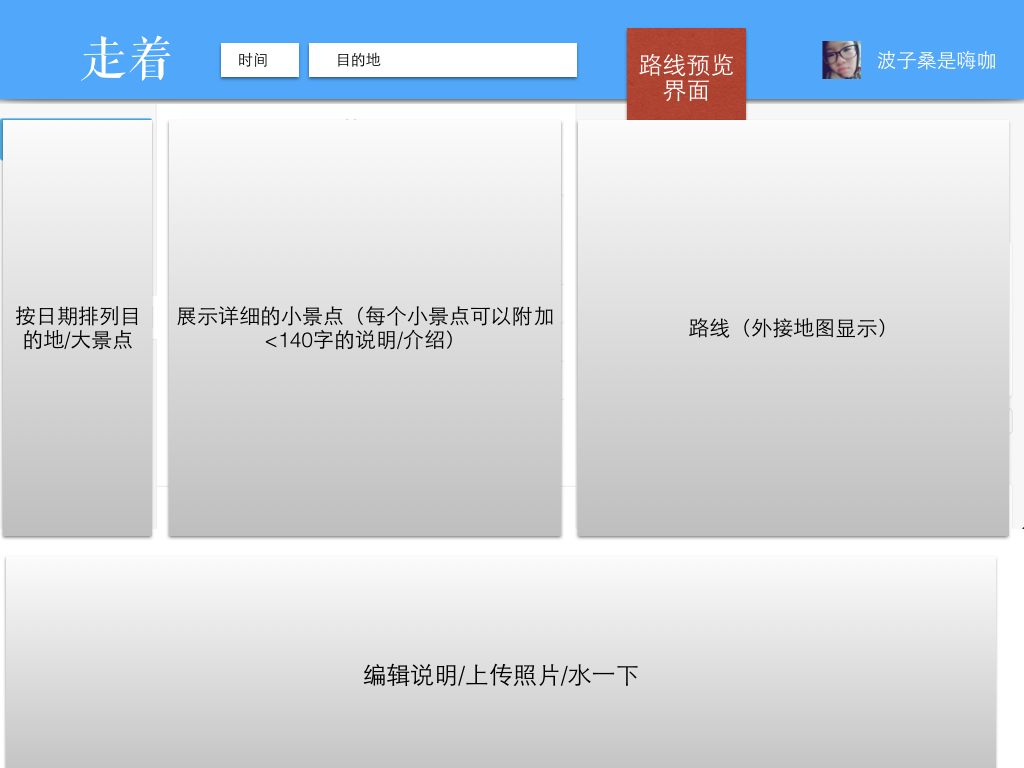 走着
时间
目的地
路线预览
界面
波子桑是嗨咖
按日期排列目
的地/大景点
展示详细的小景点（每个小景点可以附加
<140字的说明/介绍）
路线（外接地图显示）
编辑说明/上传照片/水一下